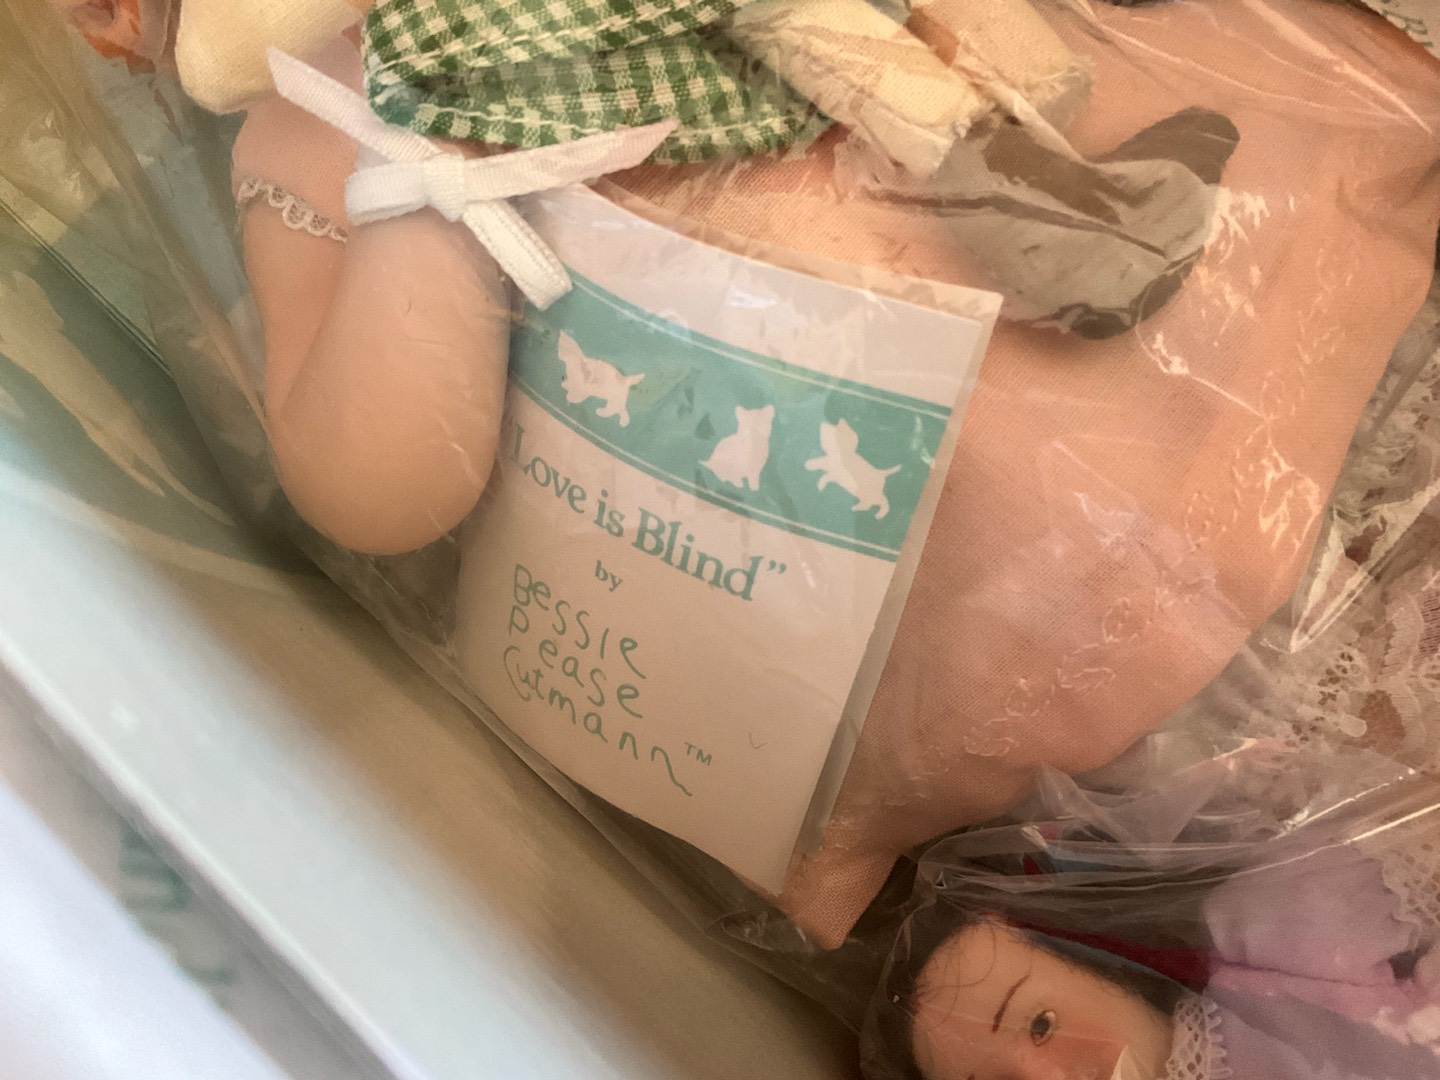 "Love is Blind"
by
Bessie
Pease
Gutmann™